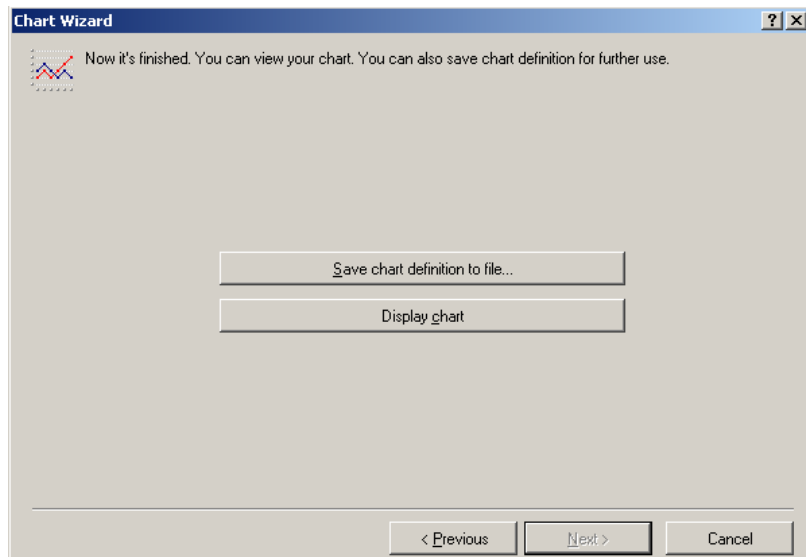 Chart Wizard
Now it's finished. You can view your chart. You can also save chart definition for further use.
Save chart definition to file...
Display chart
< Previous
Next >
Cancel